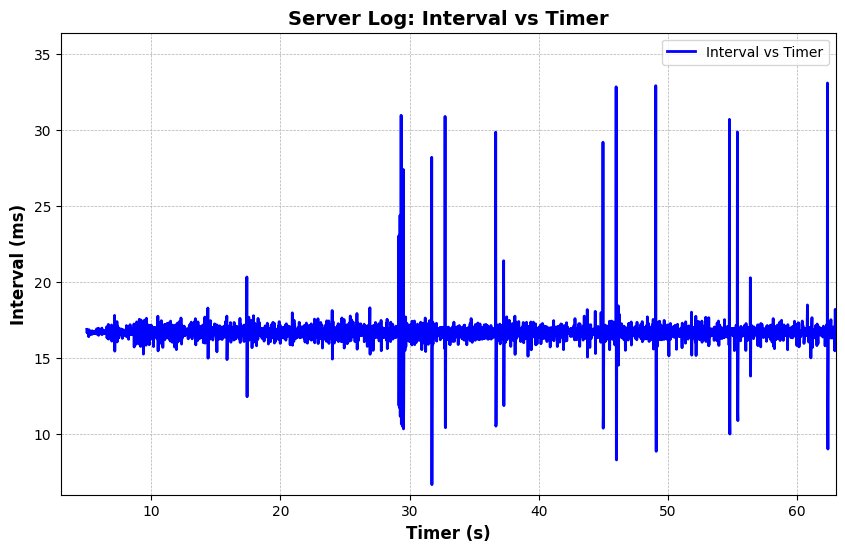 Server Log: Interval vs Timer
Interval vs Timer
35
30
25
20
15
10
Interval (ms)
10 20 30 40 50 60
Timer (s)